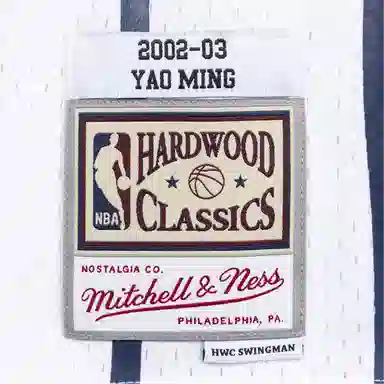 2002-03
YAO MING
HARDWOOD
NBA
CLASSICS
NOSTALGIA CO.
Mitchell & Ness
PHILADELPHIA, PA.
HWC SWINGMAN